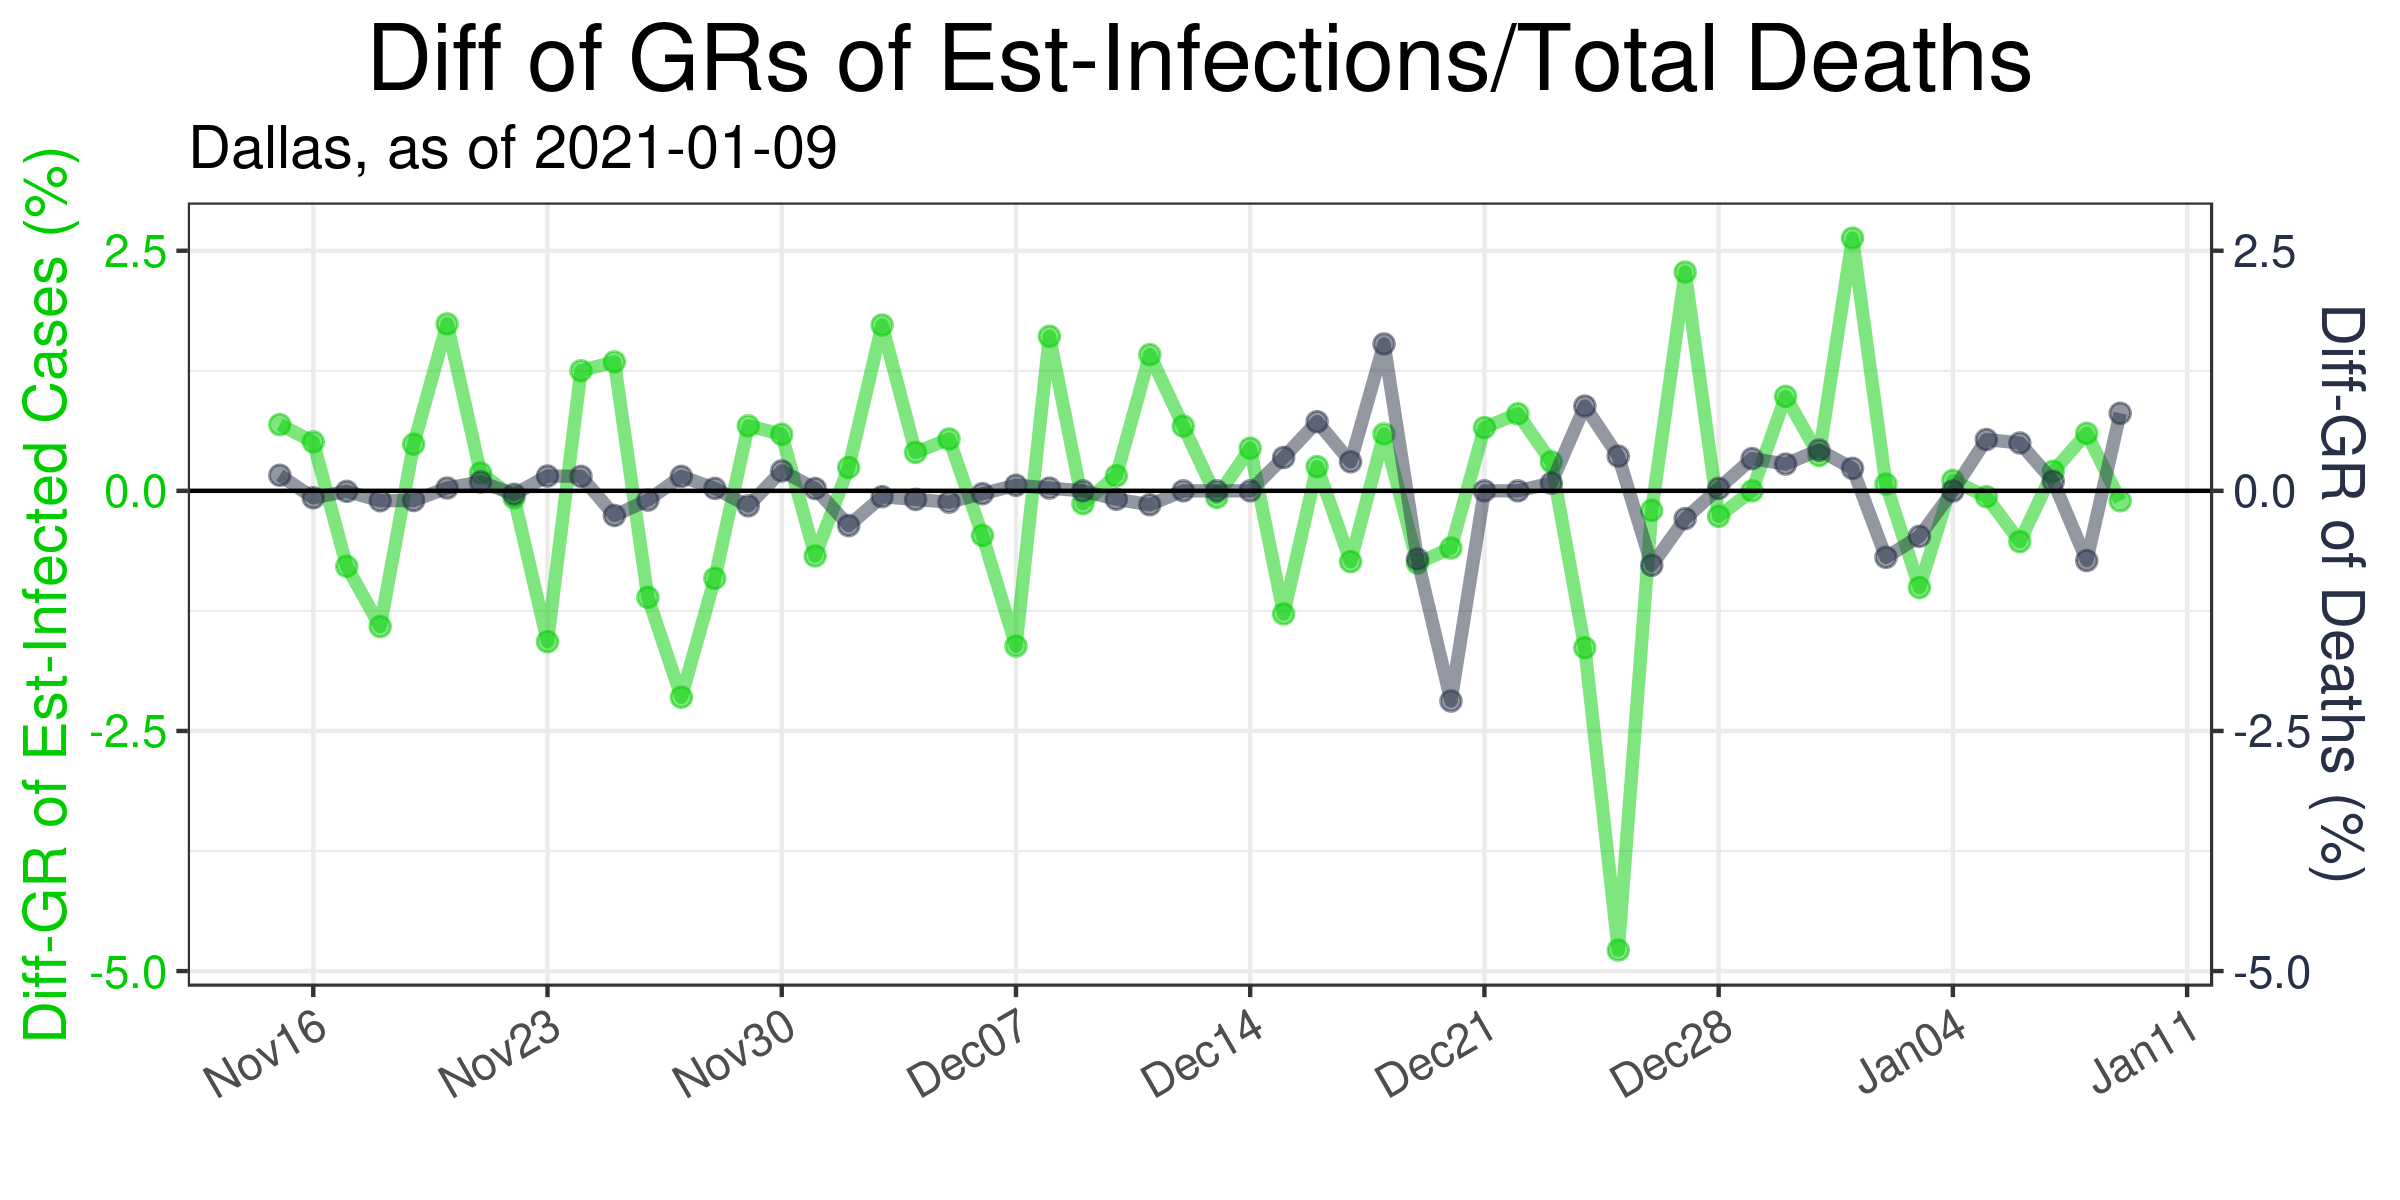 Diff of GRs of Est-Infections/Total Deaths
Dallas, as of 2021-01-09
Diff-GR of Est-Infected Cases (%)
2.5
0.0
-2.5
-5.0
2.5
0.0
-2.5
-5.0
Diff-GR of Deaths (%)
Nov16
Nov23
Nov30
Dec07
Dec14
Dec21
Dec28
Jan04
Jan11